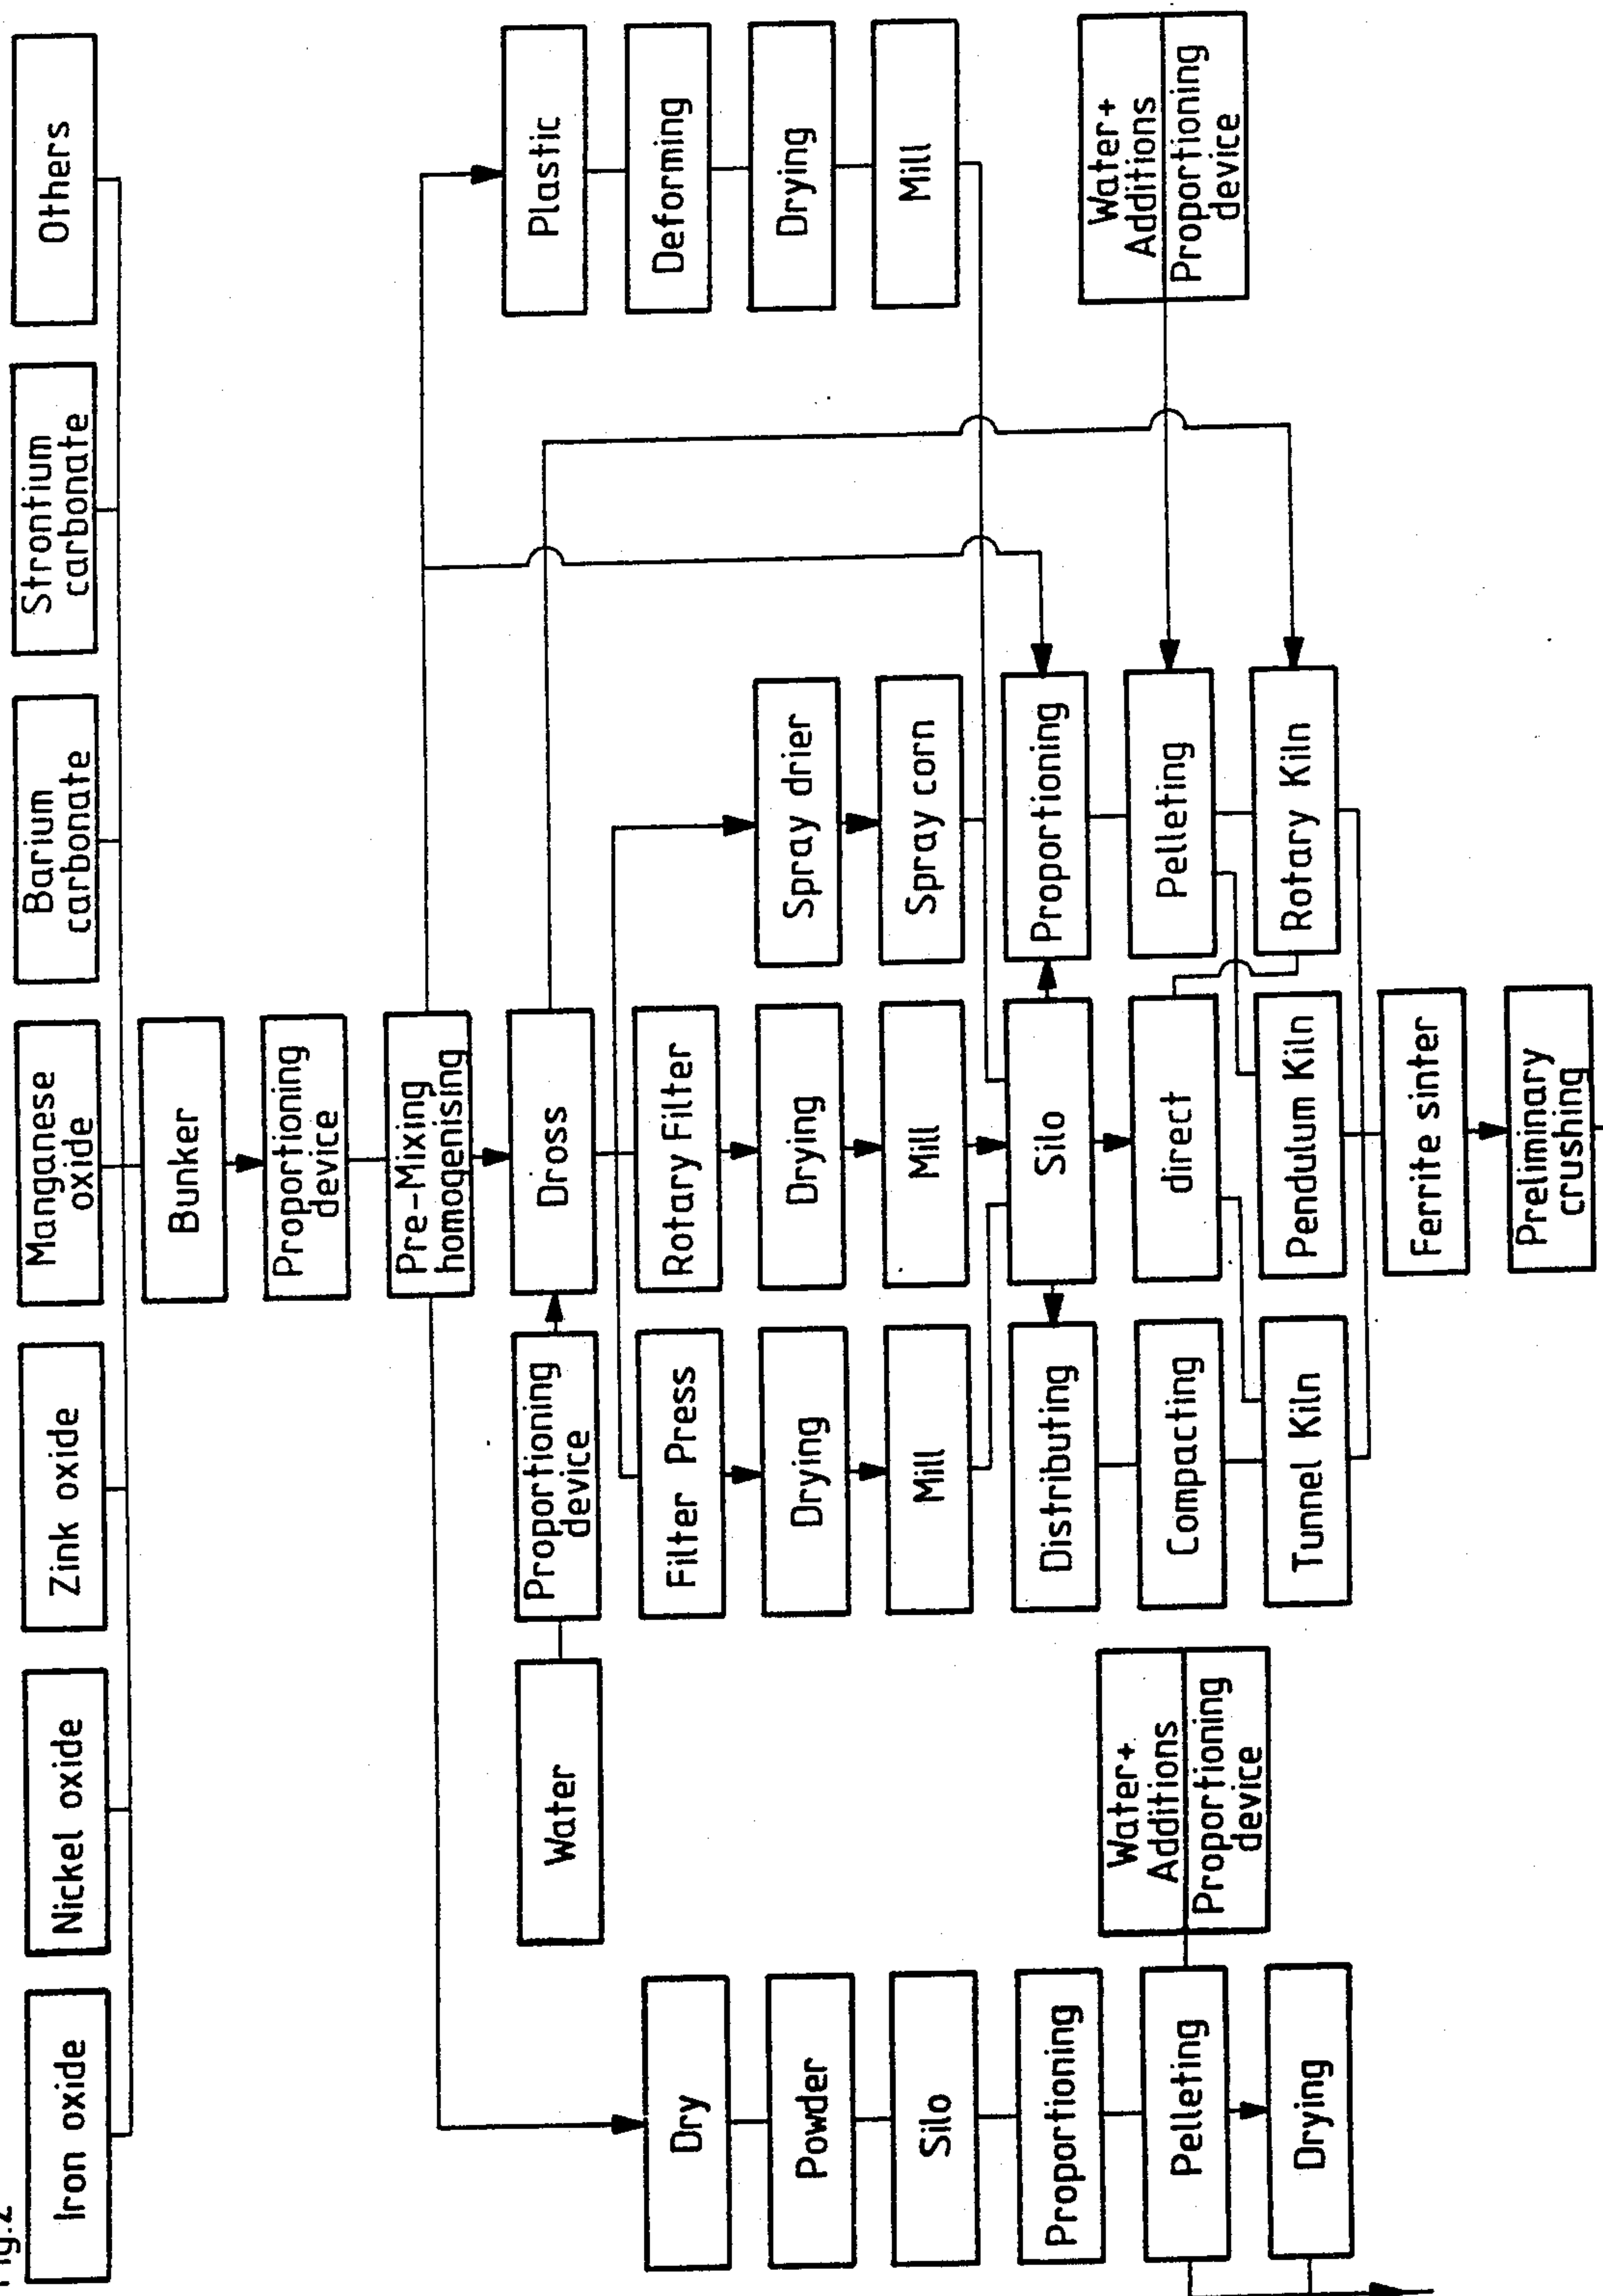 Fig.2
Iron oxide
Nickel oxide
Zink oxide
Manganese
oxide
Barium
carbonate
Strontium
carbonate
Others
Bunker
Proportioning
device
Pre-Mixing
homogenising
Water
Proportioning
device
Dross
Plastic
Dry
Filter Press
Rotary Filter
Deforming
Powder
Drying
Drying
Spray drier
Drying
Silo
Mill
Mill
Spray corn
Mill
Proportioning
Distributing
Silo
Proportioning
Pelleting
Water+
Additions
Proportioning
device
Compacting
direct
Pelleting
Water+
Additions
Proportioning
device
Drying
Tunnel Kiln
Pendulum Kiln
Rotary Kiln
Ferrite sinter
Preliminary
crushing